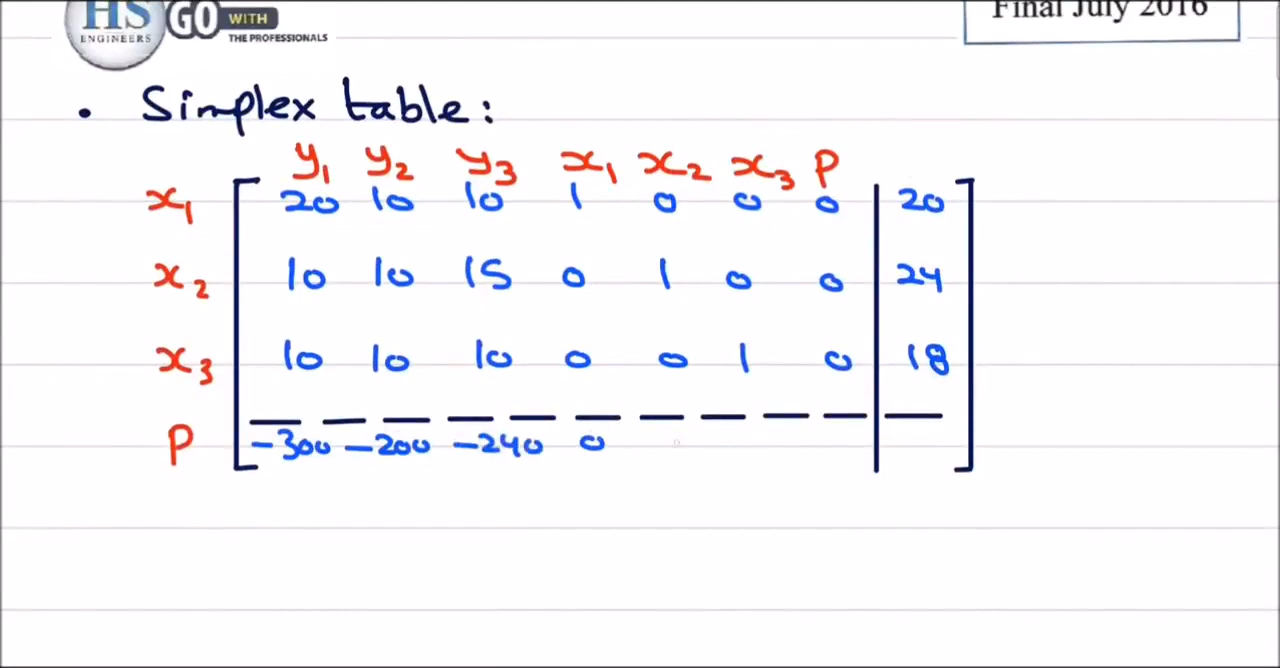 HS GO WITH
ENGINEERS THE PROFESSIONALS
Final July 2016
• Simplex table:
y₁ y₂ y₃ x₁ x₂ x₃ P
x₁ 20 10 10 1 0 0 0 20
x₂ 10 10 15 0 1 0 0 24
x₃ 10 10 10 0 0 1 0 18
P -300 -200 -240 0